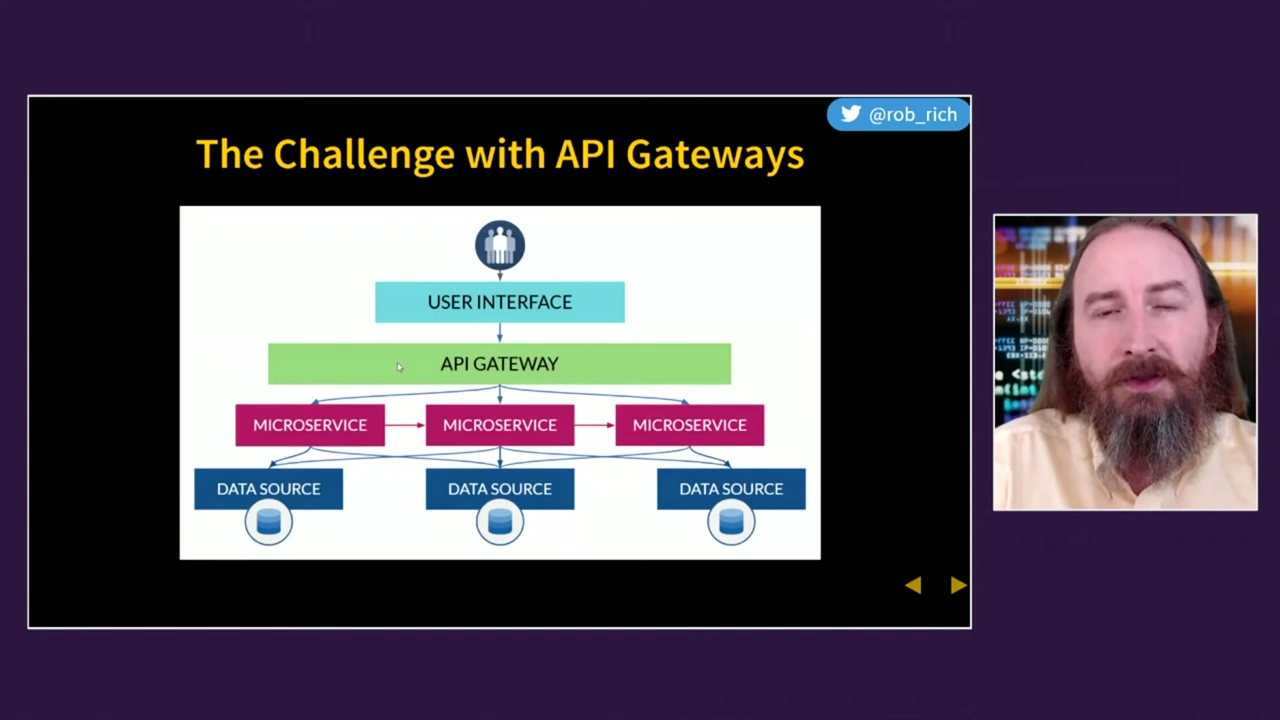 @rob_rich
The Challenge with API Gateways
USER INTERFACE
API GATEWAY
MICROSERVICE
MICROSERVICE
MICROSERVICE
DATA SOURCE
DATA SOURCE
DATA SOURCE